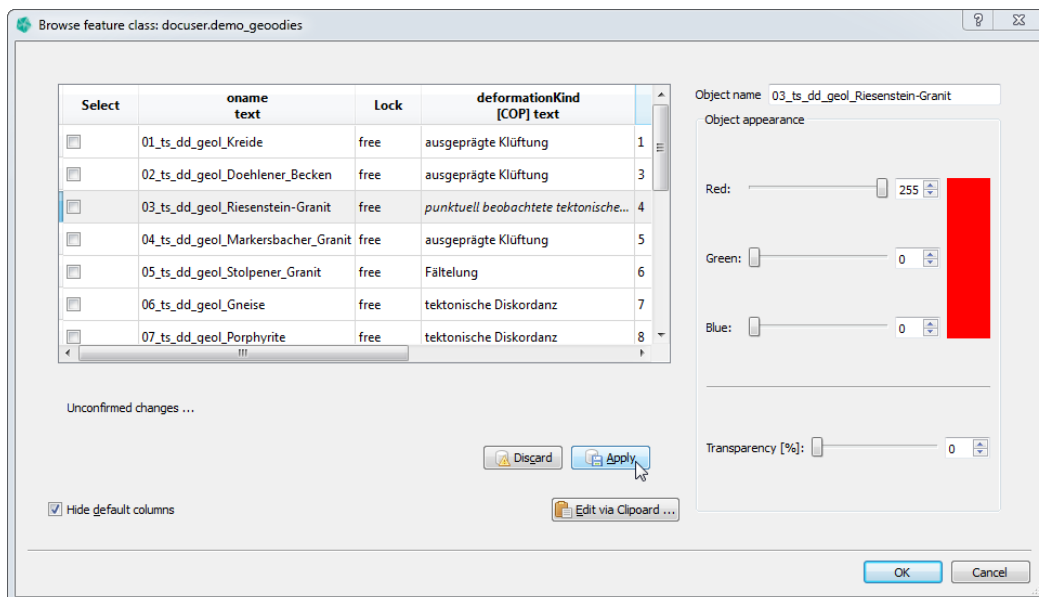 Browse feature class: docuser.demo_geoodies
Select oname text Lock deformationKind [COP] text
01_ts_dd_geol_Kreide free ausgeprägte Klüftung 1
02_ts_dd_geol_Doehlener_Becken free ausgeprägte Klüftung 3
03_ts_dd_geol_Riesenstein-Granit free punktuell beobachtete tektonische... 4
04_ts_dd_geol_Markersbacher_Granit free ausgeprägte Klüftung 5
05_ts_dd_geol_Stolpener_Granit free Fältelung 6
06_ts_dd_geol_Gneise free tektonische Diskordanz 7
07_ts_dd_geol_Porphyrite free tektonische Diskordanz 8
Unconfirmed changes ...
Discard Apply
Hide default columns
Edit via Clipoard ...
Object name 03_ts_dd_geol_Riesenstein-Granit
Object appearance
Red: 255
Green: 0
Blue: 0
Transparency [%]: 0
OK Cancel